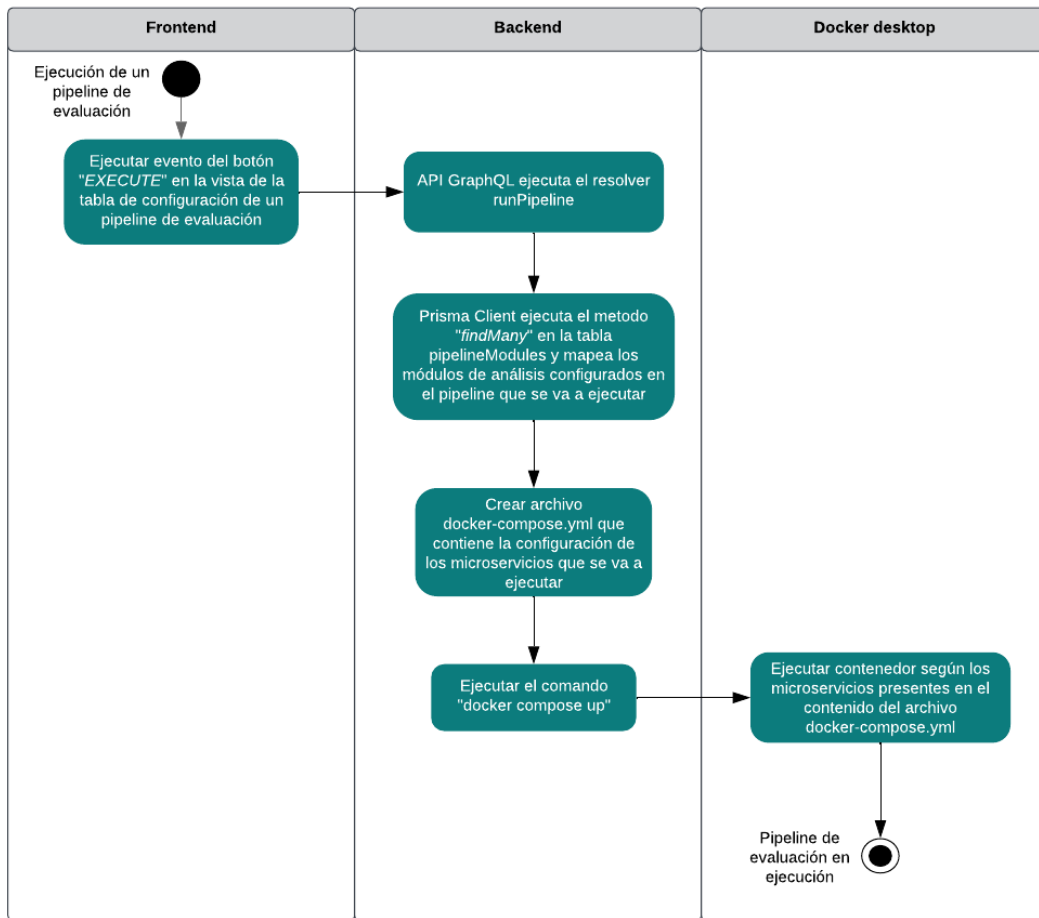 Frontend
Backend
Docker desktop
Ejecución de un
pipeline de
evaluación
Ejecutar evento del botón
"EXECUTE" en la vista de la
tabla de configuración de un
pipeline de evaluación
API GraphQL ejecuta el resolver
runPipeline
Prisma Client ejecuta el metodo
"findMany" en la tabla
pipelineModules y mapea los
módulos de análisis configurados en
el pipeline que se va a ejecutar
Crear archivo
docker-compose.yml que
contiene la configuración de
los microservicios que se va a
ejecutar
Ejecutar el comando
"docker compose up"
Ejecutar contenedor según los
microservicios presentes en el
contenido del archivo
docker-compose.yml
Pipeline de
evaluación en
ejecución